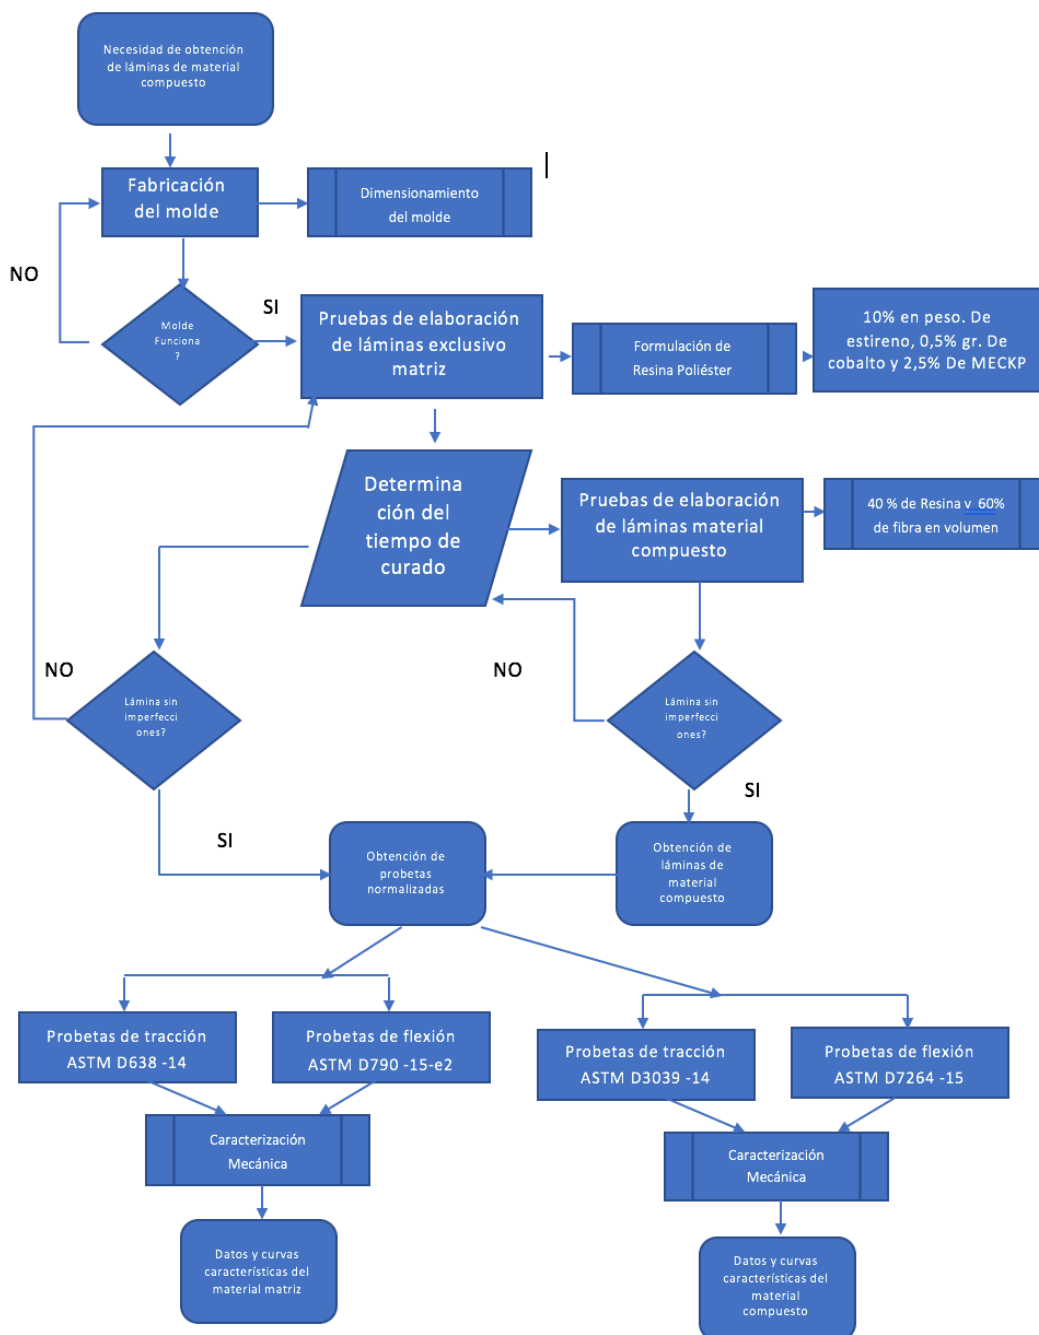 Necesidad de obtención
de láminas de material
compuesto
Fabricación
del molde
Dimensionamiento
del molde
NO
SI
Molde
Funciona
?
Pruebas de elaboración
de láminas exclusivo
matriz
Formulación de
Resina Poliéster
10% en peso. De
estireno, 0,5% gr. De
cobalto y 2,5% De MECKP
Determina
ción del
tiempo de
curado
Pruebas de elaboración
de láminas material
compuesto
40 % de Resina y 60%
de fibra en volumen
NO
NO
Lámina sin
imperfecci
ones?
Lámina sin
imperfecci
ones?
SI
SI
Obtención de
probetas
normalizadas
Obtención de
láminas de
material
compuesto
Probetas de tracción
ASTM D638 -14
Probetas de flexión
ASTM D790 -15-e2
Probetas de tracción
ASTM D3039 -14
Probetas de flexión
ASTM D7264 -15
Caracterización
Mecánica
Caracterización
Mecánica
Datos y curvas
características del
material matriz
Datos y curvas
características del
material
compuesto